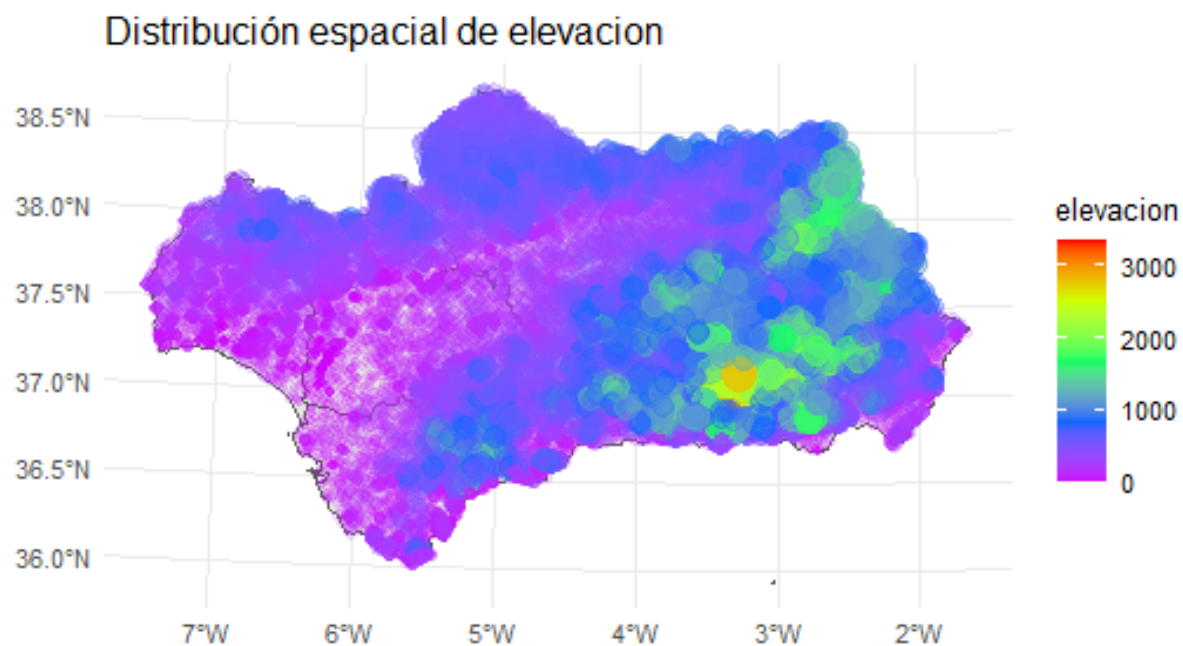 Distribución espacial de elevacion
38.5°N
38.0°N
37.5°N
37.0°N
36.5°N
36.0°N
7°W 6°W 5°W 4°W 3°W 2°W
elevacion
3000
2000
1000
0